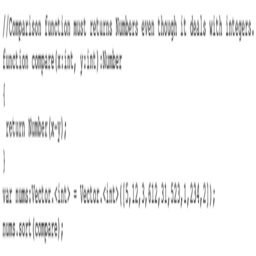 //Comparison function must returns Numbers even though it deals with integers.
function compare(x:int, y:int):Number
{
return Number(x-y);
}
var nums:Vector.<int> = Vector.<int>([5,12,3,612,31,523,1,234,2]);
nums.sort(compare);